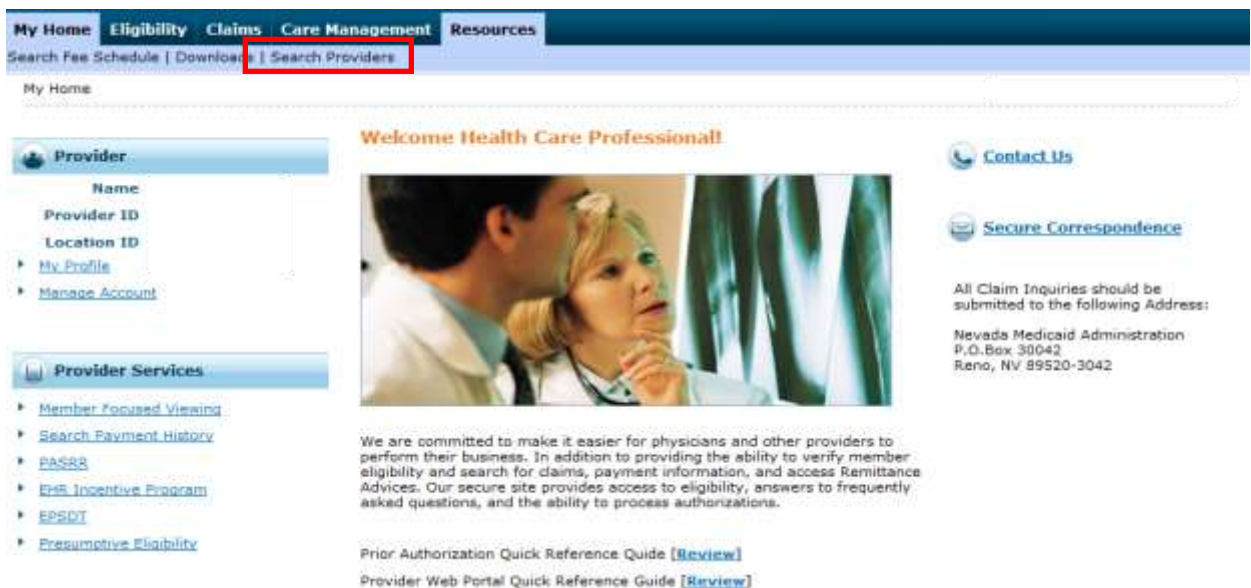 My Home Eligibility Claims Care Management Resources
Search Fee Schedule | Downloads | Search Providers
My Home
Provider
Name
Provider ID
Location ID
My Profile
Manage Account
Provider Services
Member Focused Viewing
Search Payment History
PASRR
EHR Incentive Program
EPSDT
Presumptive Eligibility
Welcome Health Care Professional!
We are committed to make it easier for physicians and other providers to
perform their business. In addition to providing the ability to verify member
eligibility and search for claims, payment information, and access Remittance
Advices. Our secure site provides access to eligibility, answers to frequently
asked questions, and the ability to process authorizations.
Prior Authorization Quick Reference Quide [Review]
Provider Web Portal Quick Reference Guide [Review]
Contact Us
Secure Correspondence
All Claim Inquiries should be
submitted to the following Address:
Nevada Medicaid Administration
P.O.Box 30042
Reno, NV 89520-3042